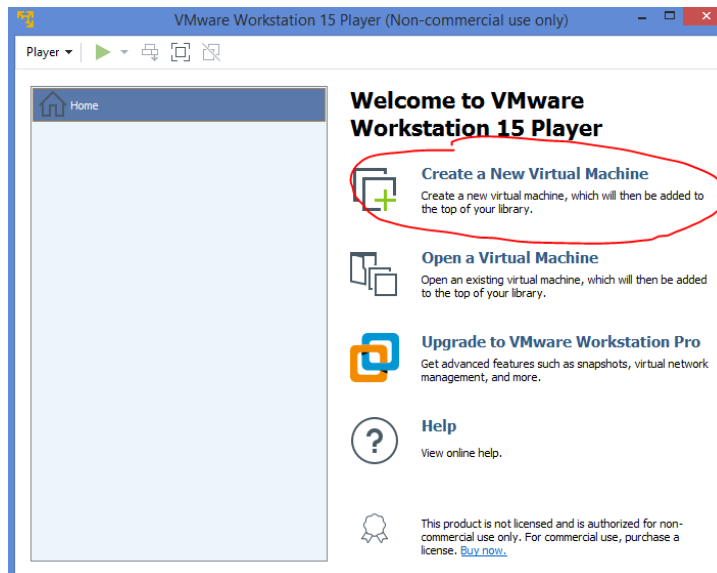 VMware Workstation 15 Player (Non-commercial use only)
Player
Home
Welcome to VMware
Workstation 15 Player
Create a New Virtual Machine
Create a new virtual machine, which will then be added to
the top of your library.
Open a Virtual Machine
Open an existing virtual machine, which will then be added
to the top of your library.
Upgrade to VMware Workstation Pro
Get advanced features such as snapshots, virtual network
management, and more.
Help
View online help.
This product is not licensed and is authorized for non-
commercial use only. For commercial use, purchase a
license. Buy now.